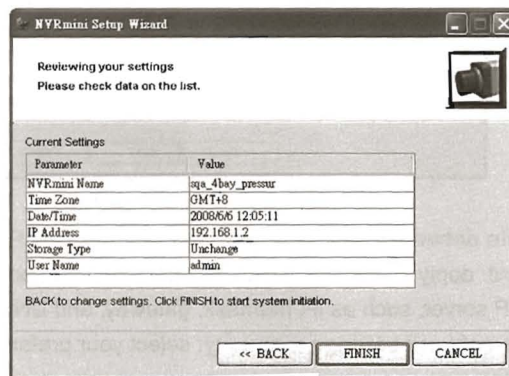 NVRmini Setup Wizard
Reviewing your settings
Please check data on the list.
Current Settings
Parameter Value
NVRmini Name sqa_4bay_pressur
Time Zone GMT+8
Date/Time 2008/6/6 12:05:11
IP Address 192.168.1.2
Storage Type Unchange
User Name admin
BACK to change settings. Click FINISH to start system initiation.
<< BACK FINISH CANCEL